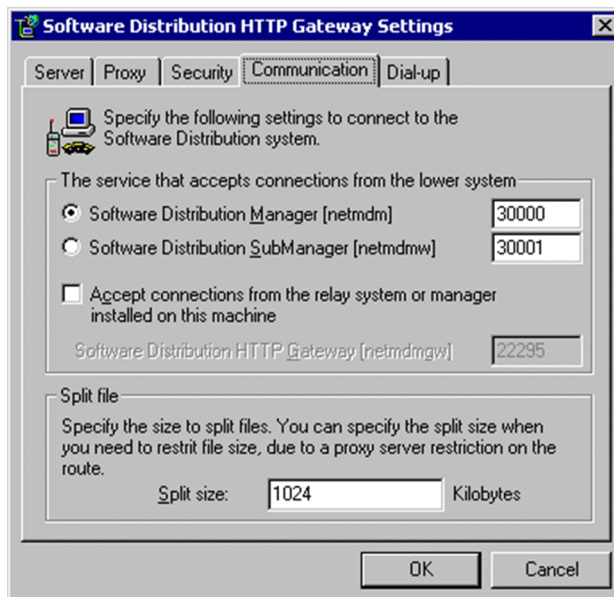 Software Distribution HTTP Gateway Settings
Server Proxy Security Communication Dial-up
Specify the following settings to connect to the
Software Distribution system.
The service that accepts connections from the lower system
Software Distribution Manager [netmdm] 30000
Software Distribution SubManager [netmdmw] 30001
Accept connections from the relay system or manager
installed on this machine
Software Distribution HTTP Gateway [netmdmgw] 22295
Split file
Specify the size to split files. You can specify the split size when
you need to restrit file size, due to a proxy server restriction on the
route.
Split size: 1024 Kilobytes
OK Cancel